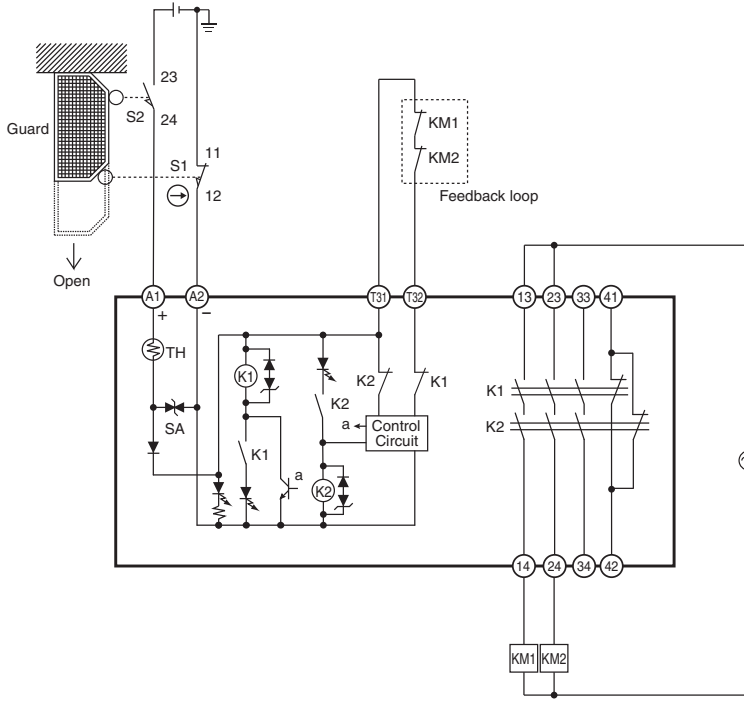 23
S2
24
Guard
11
S1
12
Open
KM1
KM2
Feedback loop
A1
A2
T31
T32
13
23
33
41
+
−
TH
K1
K2
K2
K1
K1
K2
a
Control
Circuit
SA
K1
a
K2
14
24
34
42
KM1
KM2